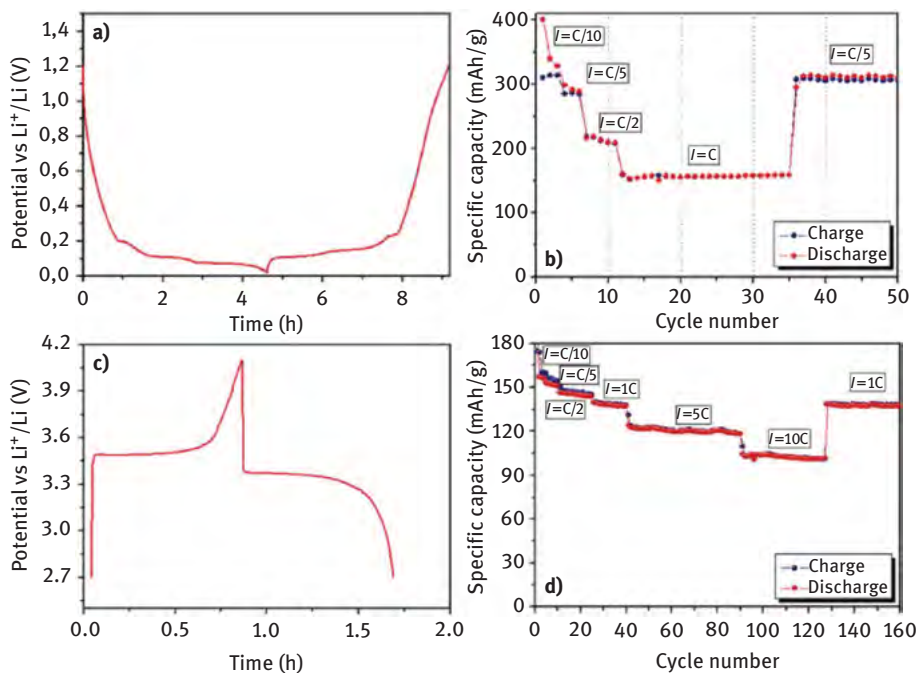 a)
Potential vs Li⁺/Li (V)
1,4
1,2
0,8
0,6
0,4
0,2
0,0
0
2
4
6
8
Time (h)
b)
Specific capacity (mAh/g)
400
300
200
100
0
I=C/10
I=C/5
I=C/2
I=C
I=C/5
Charge
Discharge
0 10 20 30 40 50
Cycle number
c)
Potential vs Li⁺/Li (V)
4.2
3.9
3.6
3.3
3.0
2.7
0.0 0.5 1.0 1.5 2.0
Time (h)
d)
Specific capacity (mAh/g)
180
150
120
90
60
30
0
I=C/10
I=C/5
I=C/2
I=1C
I=5C
I=10C
I=1C
Charge
Discharge
0 20 40 60 80 100 120 140 160
Cycle number